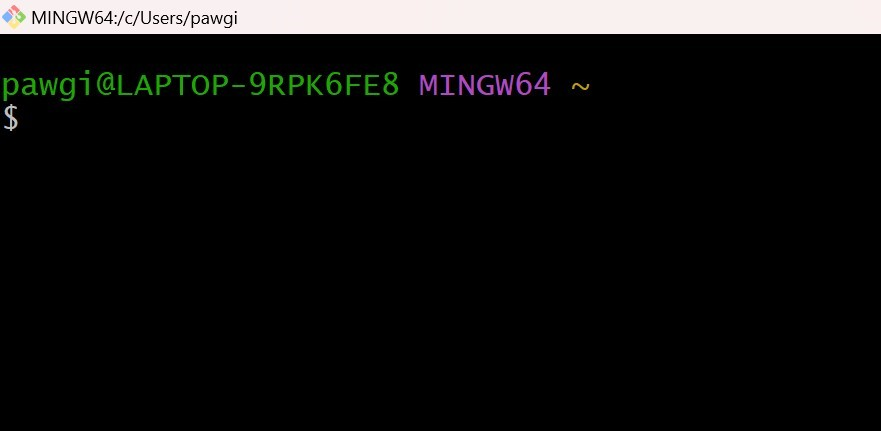 MINGW64:/c/Users/pawgi
pawgi@LAPTOP-9RPK6FE8 MINGW64 ~
$